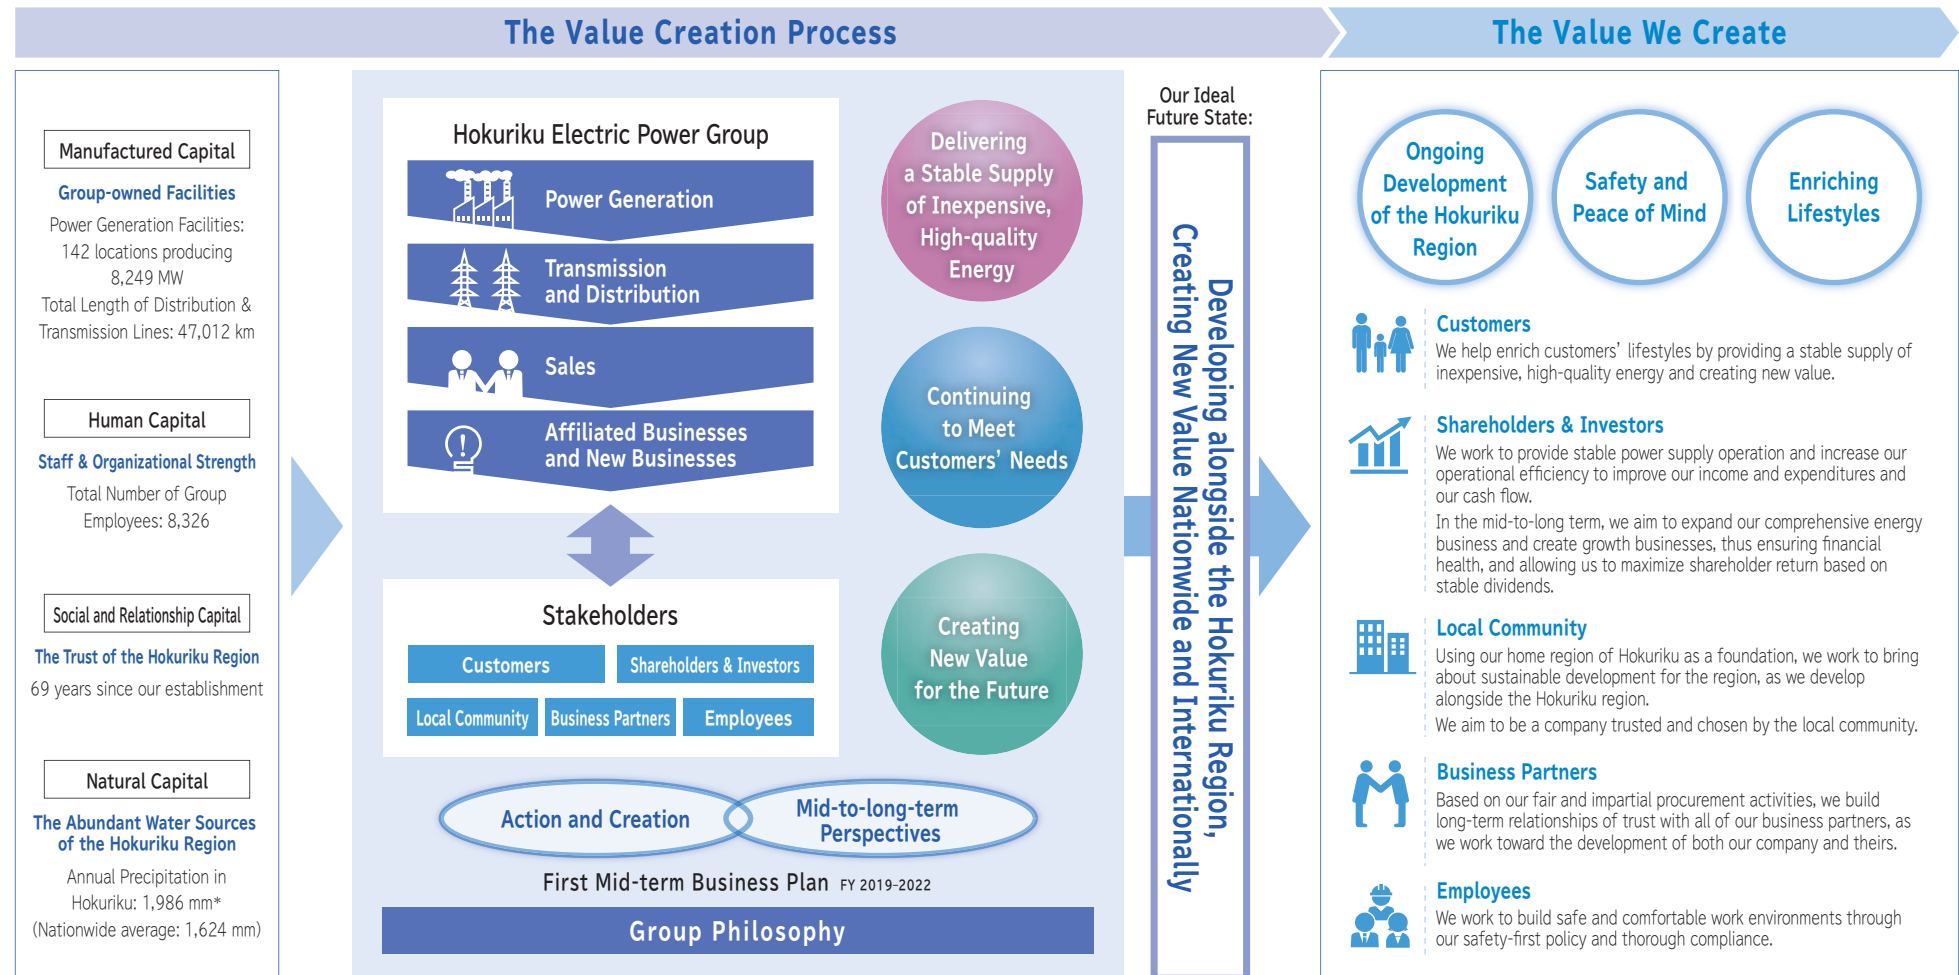 The Value Creation Process
The Value We Create
Manufactured Capital
Group-owned Facilities
Power Generation Facilities:
142 locations producing
8,249 MW
Total Length of Distribution &
Transmission Lines: 47,012 km
Human Capital
Staff & Organizational Strength
Total Number of Group
Employees: 8,326
Social and Relationship Capital
The Trust of the Hokuriku Region
69 years since our establishment
Natural Capital
The Abundant Water Sources
of the Hokuriku Region
Annual Precipitation in
Hokuriku: 1,986 mm*
(Nationwide average: 1,624 mm)
Hokuriku Electric Power Group
Power Generation
Transmission
and Distribution
Sales
Affiliated Businesses
and New Businesses
Stakeholders
Customers
Shareholders & Investors
Local Community
Business Partners
Employees
Delivering
a Stable Supply
of Inexpensive,
High-quality
Energy
Continuing
to Meet
Customers' Needs
Creating
New Value
for the Future
Action and Creation
Mid-to-long-term
Perspectives
First Mid-term Business Plan FY 2019-2022
Group Philosophy
Our Ideal
Future State:
Developing alongside the Hokuriku Region,
Creating New Value Nationwide and Internationally
Ongoing
Development
of the Hokuriku
Region
Safety and
Peace of Mind
Enriching
Lifestyles
Customers
We help enrich customers' lifestyles by providing a stable supply of
inexpensive, high-quality energy and creating new value.
Shareholders & Investors
We work to provide stable power supply operation and increase our
operational efficiency to improve our income and expenditures and
our cash flow.
In the mid-to-long term, we aim to expand our comprehensive energy
business and create growth businesses, thus ensuring financial
health, and allowing us to maximize shareholder return based on
stable dividends.
Local Community
Using our home region of Hokuriku as a foundation, we work to bring
about sustainable development for the region, as we develop
alongside the Hokuriku region.
We aim to be a company trusted and chosen by the local community.
Business Partners
Based on our fair and impartial procurement activities, we build
long-term relationships of trust with all of our business partners, as
we work toward the development of both our company and theirs.
Employees
We work to build safe and comfortable work environments through
our safety-first policy and thorough compliance.